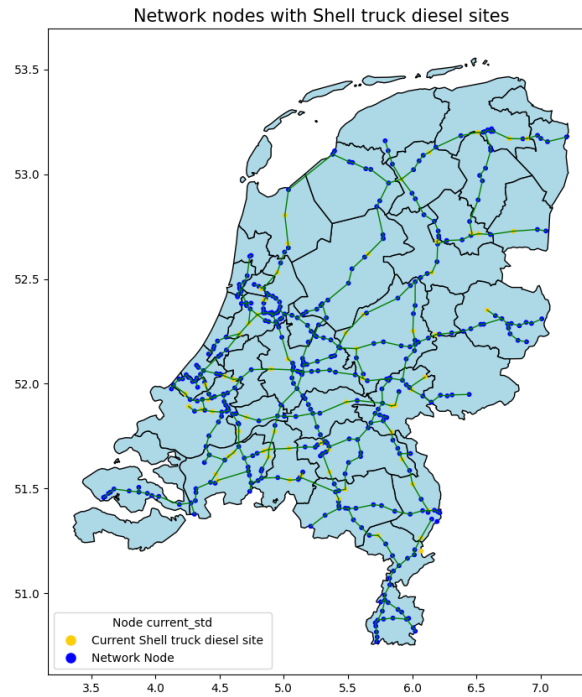 Network nodes with Shell truck diesel sites
53.5
53.0
52.5
52.0
51.5
51.0
3.5 4.0 4.5 5.0 5.5 6.0 6.5 7.0
Node current_std
Current Shell truck diesel site
Network Node